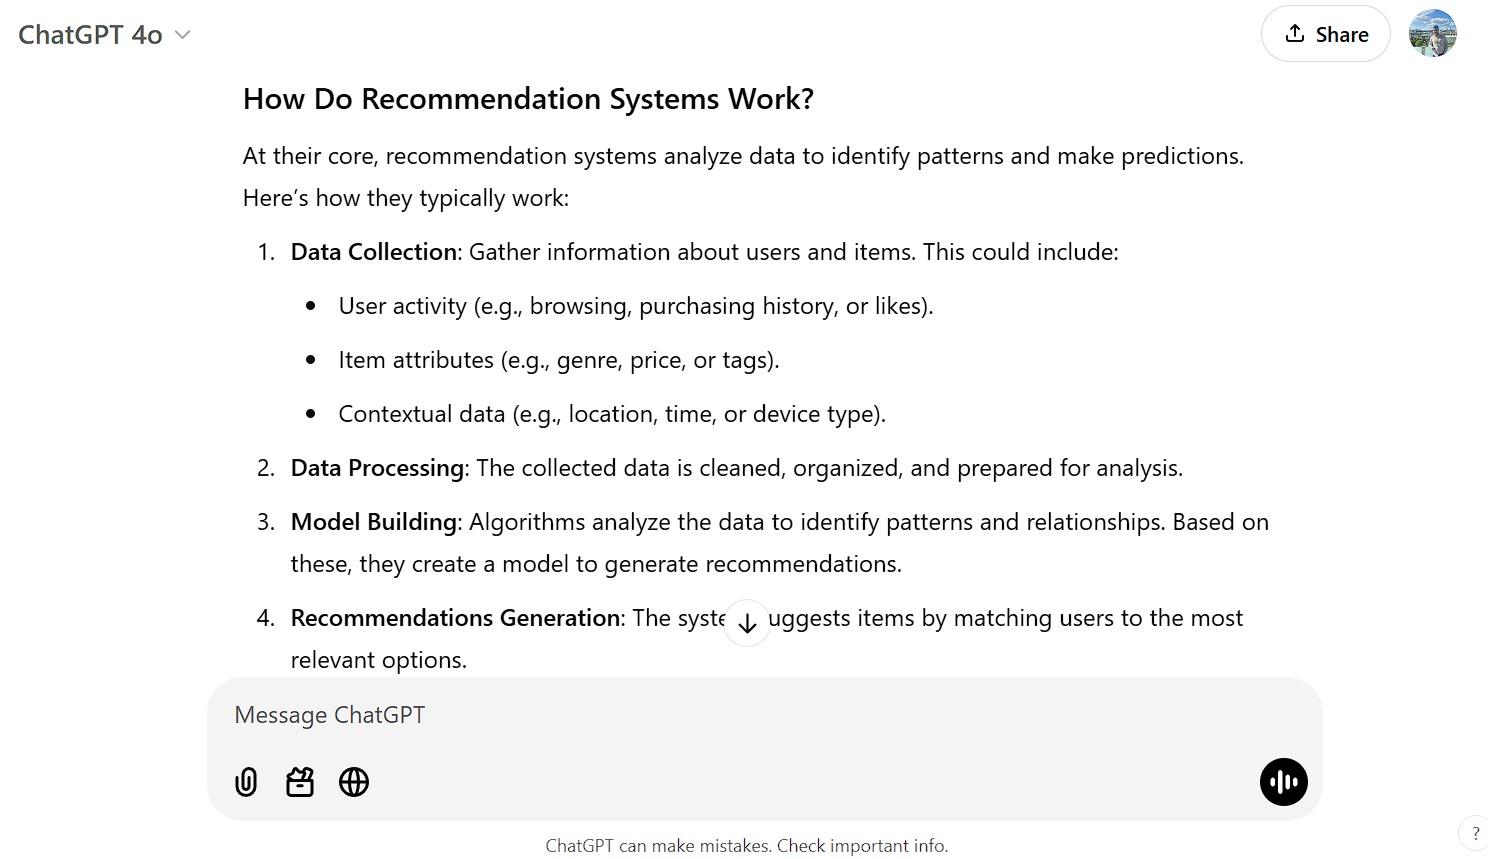 ChatGPT 4o
Share
How Do Recommendation Systems Work?
At their core, recommendation systems analyze data to identify patterns and make predictions.
Here’s how they typically work:
1. Data Collection: Gather information about users and items. This could include:
• User activity (e.g., browsing, purchasing history, or likes).
• Item attributes (e.g., genre, price, or tags).
• Contextual data (e.g., location, time, or device type).
2. Data Processing: The collected data is cleaned, organized, and prepared for analysis.
3. Model Building: Algorithms analyze the data to identify patterns and relationships. Based on
these, they create a model to generate recommendations.
4. Recommendations Generation: The syste uggests items by matching users to the most
relevant options.
Message ChatGPT
ChatGPT can make mistakes. Check important info.
?